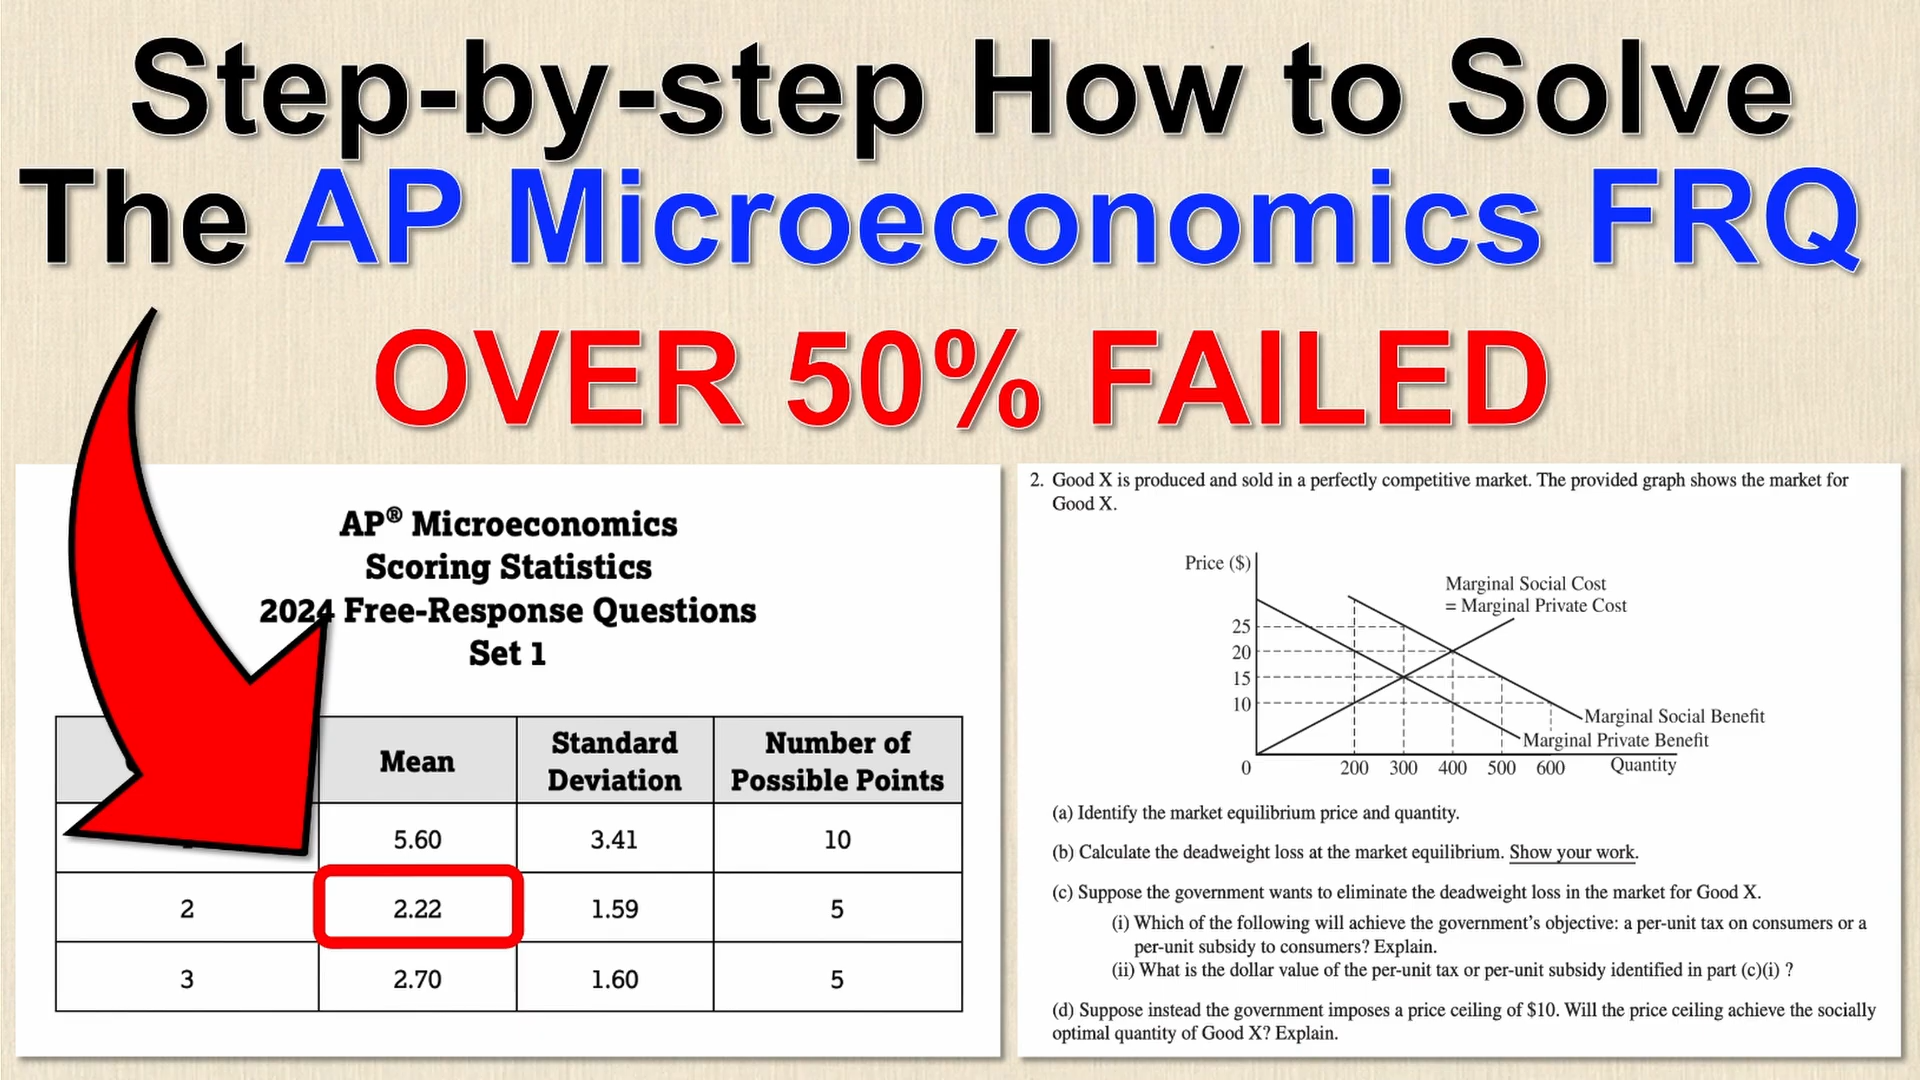 Step-by-step How to Solve
The AP Microeconomics FRQ
OVER 50% FAILED
AP® Microeconomics
Scoring Statistics
2024 Free-Response Questions
Set 1
Mean
Standard
Deviation
Number of
Possible Points
5.60
3.41
10
2
2.22
1.59
5
3
2.70
1.60
5
2. Good X is produced and sold in a perfectly competitive market. The provided graph shows the market for
Good X.
Price ($)
Marginal Social Cost
= Marginal Private Cost
25
20
15
10
Marginal Social Benefit
Marginal Private Benefit
0
200
300
400
500
600
Quantity
(a) Identify the market equilibrium price and quantity.
(b) Calculate the deadweight loss at the market equilibrium. Show your work.
(c) Suppose the government wants to eliminate the deadweight loss in the market for Good X.
(i) Which of the following will achieve the government's objective: a per-unit tax on consumers or a
per-unit subsidy to consumers? Explain.
(ii) What is the dollar value of the per-unit tax or per-unit subsidy identified in part (c)(i) ?
(d) Suppose instead the government imposes a price ceiling of $10. Will the price ceiling achieve the socially
optimal quantity of Good X? Explain.